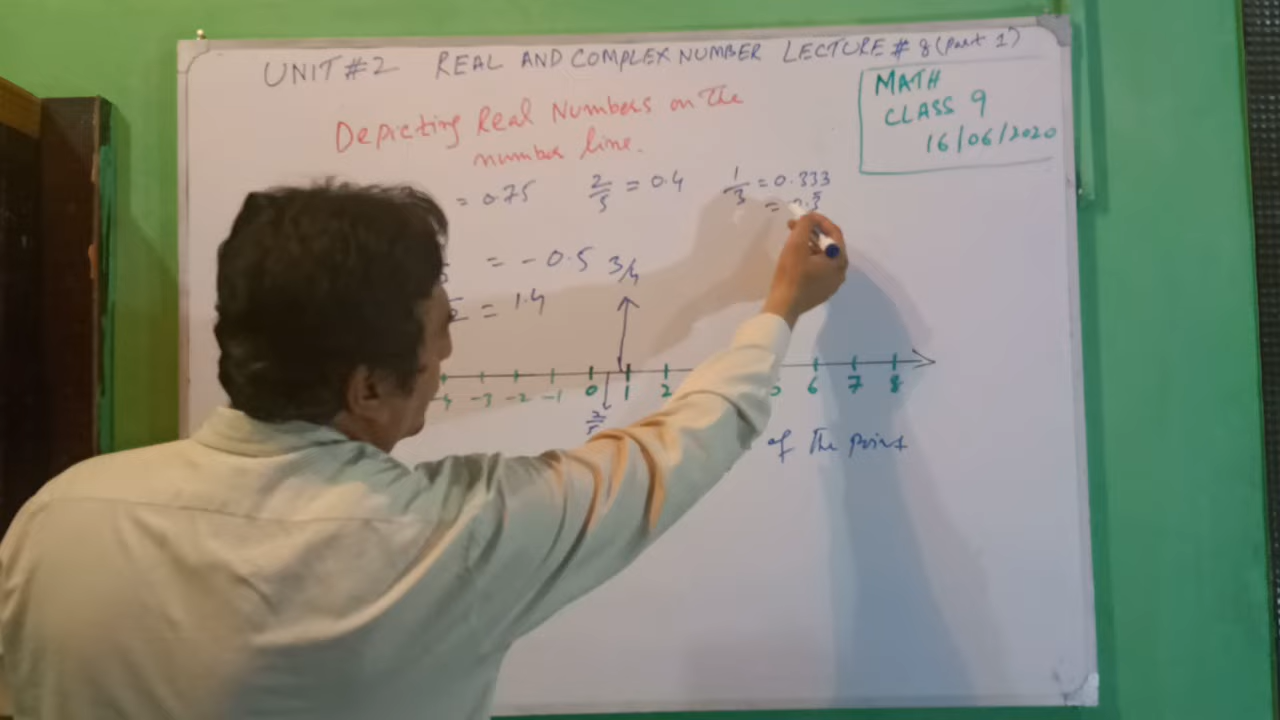 UNIT #2 REAL AND COMPLEX NUMBER LECTURE # 8 (Part 1)
MATH
CLASS 9
16/06/2020
Depicting Real Numbers on The
number line.
= 0.75 2/5 = 0.4 1/3 = 0.333
=
= -0.5 3/4
= 1.4
-3 -2 -1 0 1 2 6 7 8
2/5
of The point